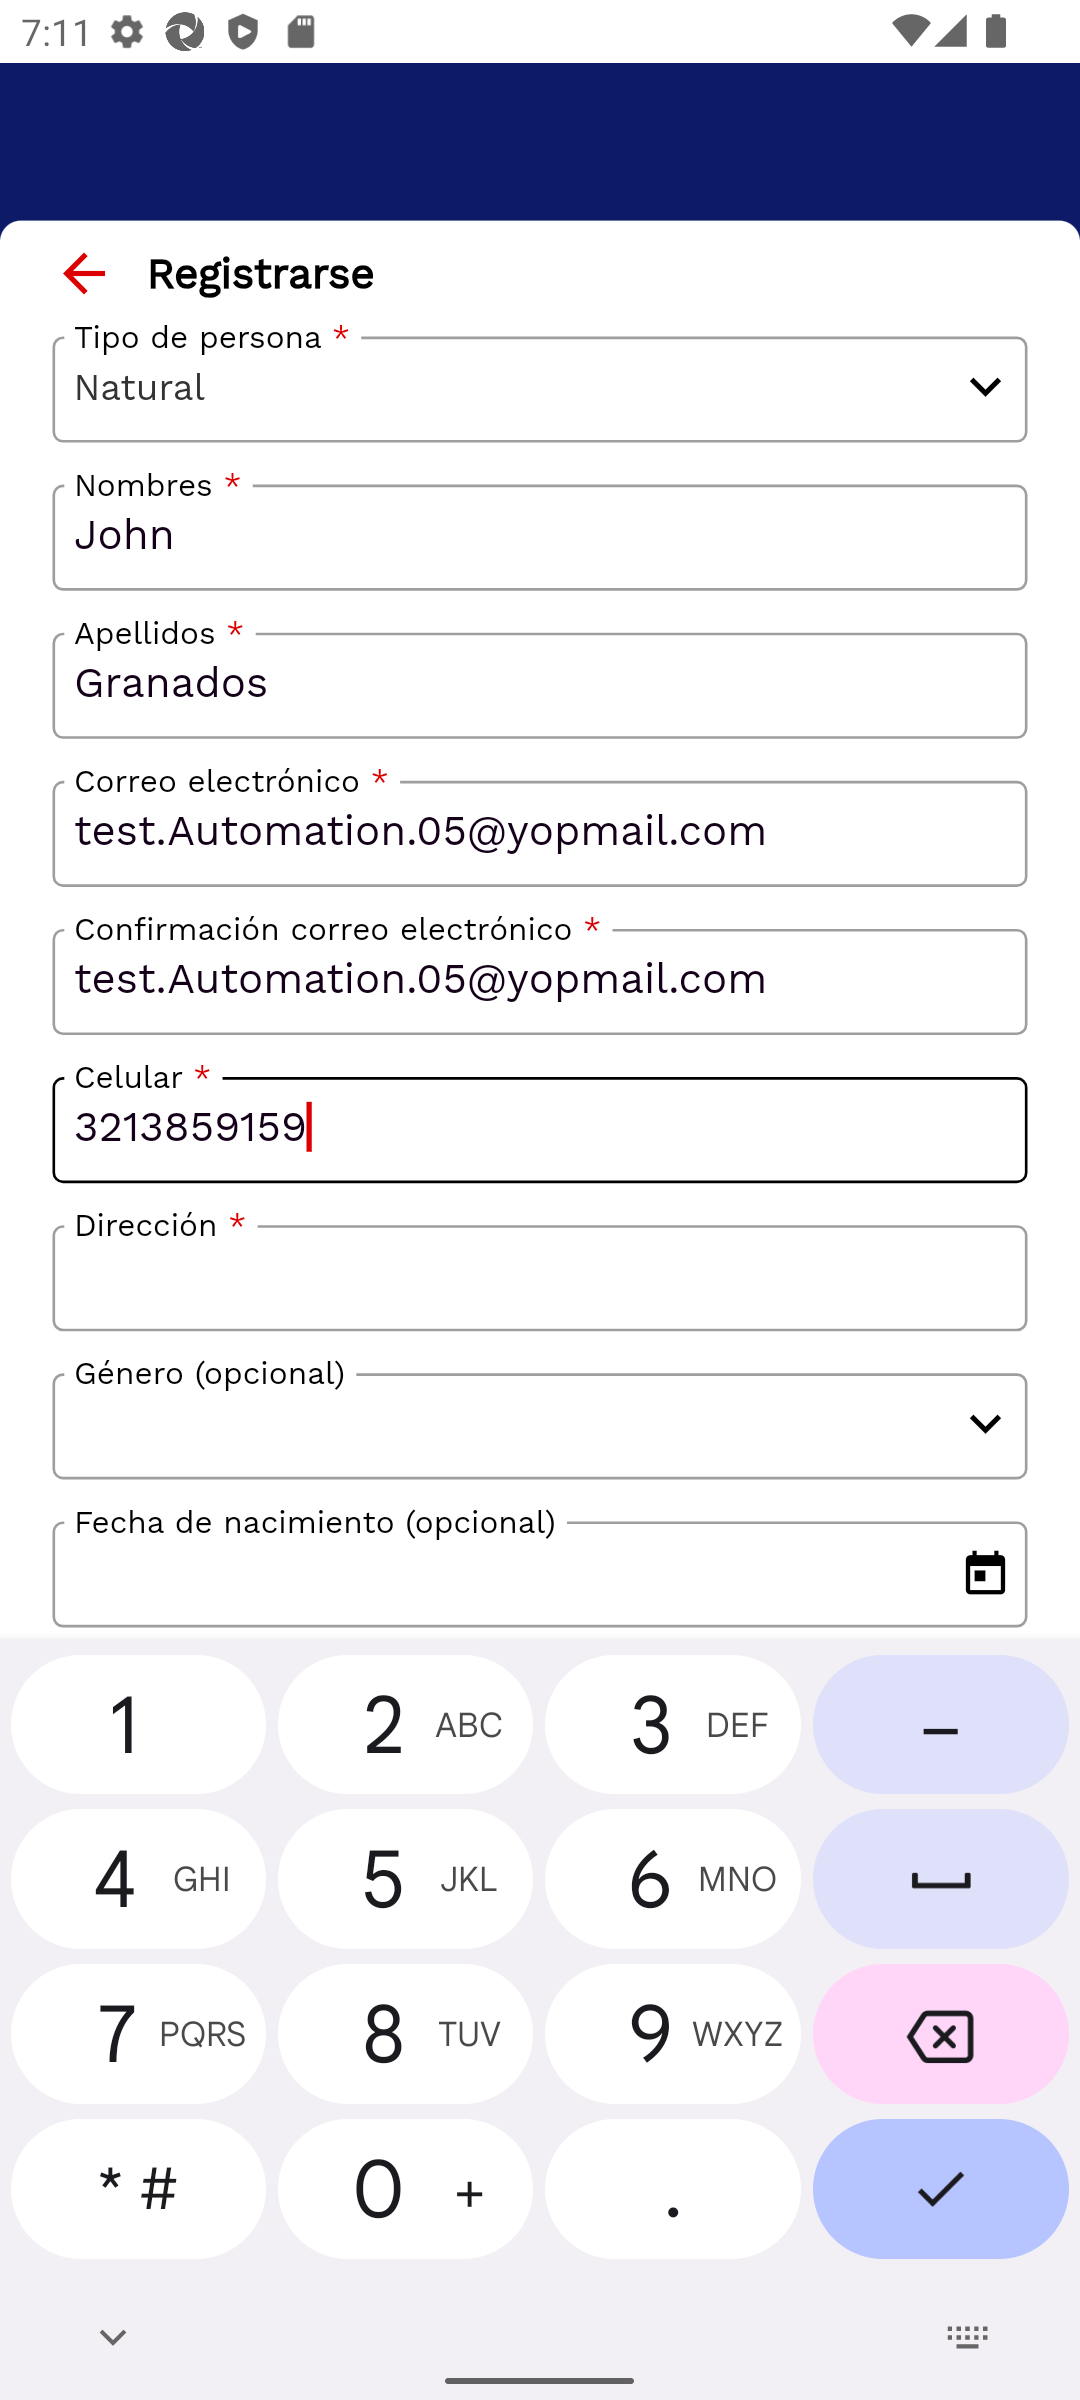 7:11
Registrarse
Tipo de persona *
Natural
Nombres *
John
Apellidos *
Granados
Correo electrónico *
test.Automation.05@yopmail.com
Confirmación correo electrónico *
test.Automation.05@yopmail.com
Celular *
3213859159
Dirección *
Género (opcional)
Fecha de nacimiento (opcional)
1 2 ABC 3 DEF –
4 GHI 5 JKL 6 MNO
7 PQRS 8 TUV 9 WXYZ
* # 0 + .